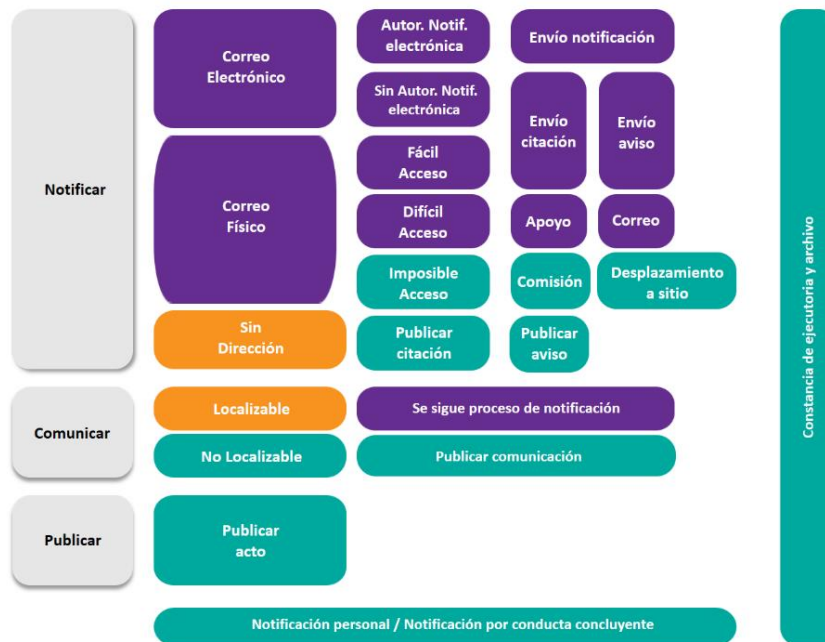 Notificar
Correo
Electrónico
Autor. Notif.
electrónica
Envío notificación
Sin Autor. Notif.
electrónica
Envío
citación
Envío
aviso
Correo
Físico
Fácil
Acceso
Difícil
Acceso
Apoyo
Correo
Imposible
Acceso
Comisión
Desplazamiento
a sitio
Sin
Dirección
Publicar
citación
Publicar
aviso
Comunicar
Localizable
Se sigue proceso de notificación
No Localizable
Publicar comunicación
Publicar
Publicar
acto
Notificación personal / Notificación por conducta concluyente
Constancia de ejecutoria y archivo